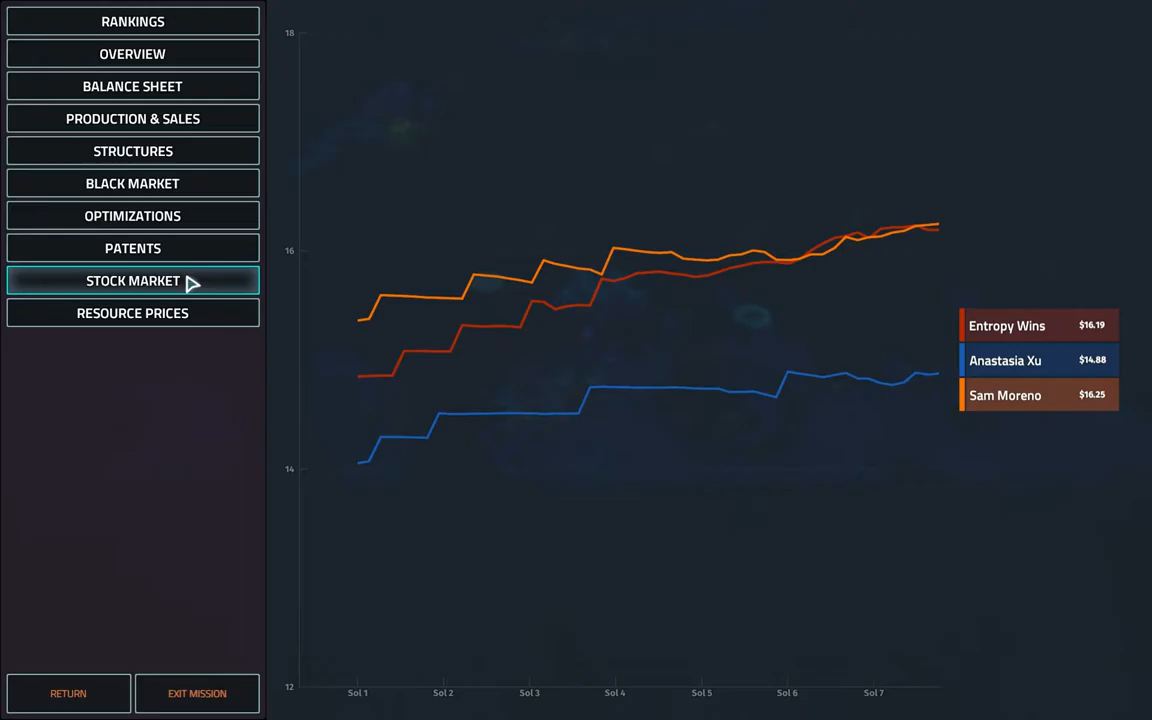 RANKINGS
OVERVIEW
BALANCE SHEET
PRODUCTION & SALES
STRUCTURES
BLACK MARKET
OPTIMIZATIONS
PATENTS
STOCK MARKET
RESOURCE PRICES
RETURN
EXIT MISSION
18
16
14
12
Sol 1
Sol 2
Sol 3
Sol 4
Sol 5
Sol 6
Sol 7
Entropy Wins $16.19
Anastasia Xu $14.88
Sam Moreno $16.25